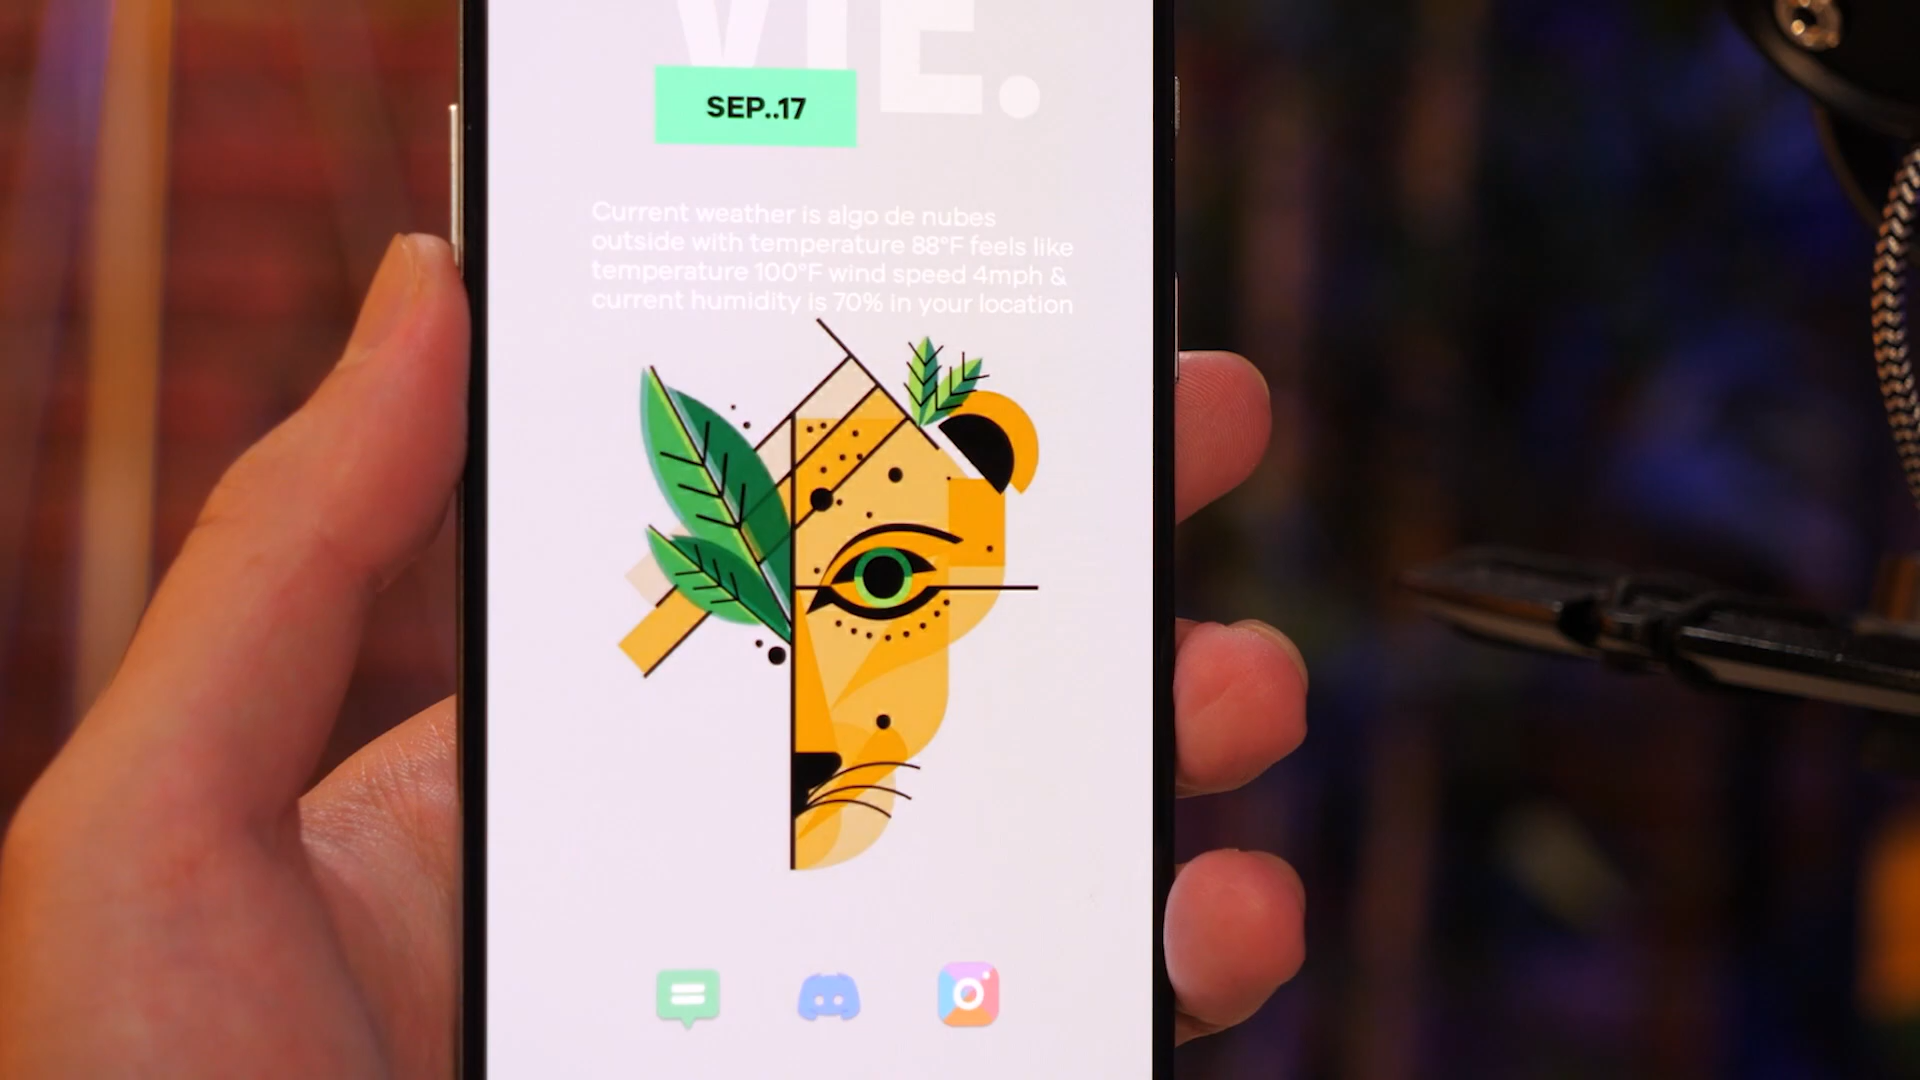 VIE.
SEP..17
Current weather is algo de nubes
outside with temperature 88°F feels like
temperature 100°F wind speed 4mph &
current humidity is 70% in your location